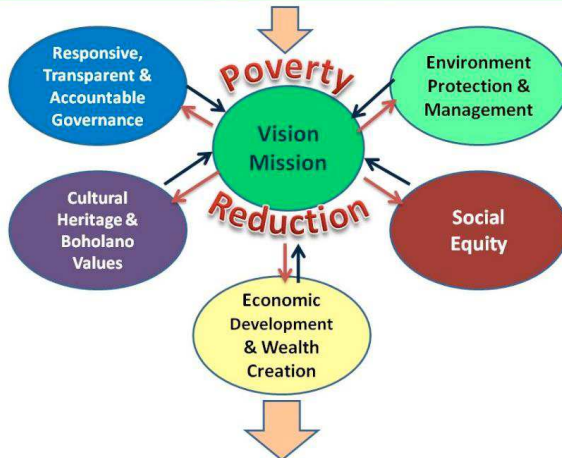 Responsive,
Transparent &
Accountable
Governance
Poverty
Environment
Protection &
Management
Vision
Mission
Cultural
Heritage &
Boholano
Values
Reduction
Social
Equity
Economic
Development
& Wealth
Creation